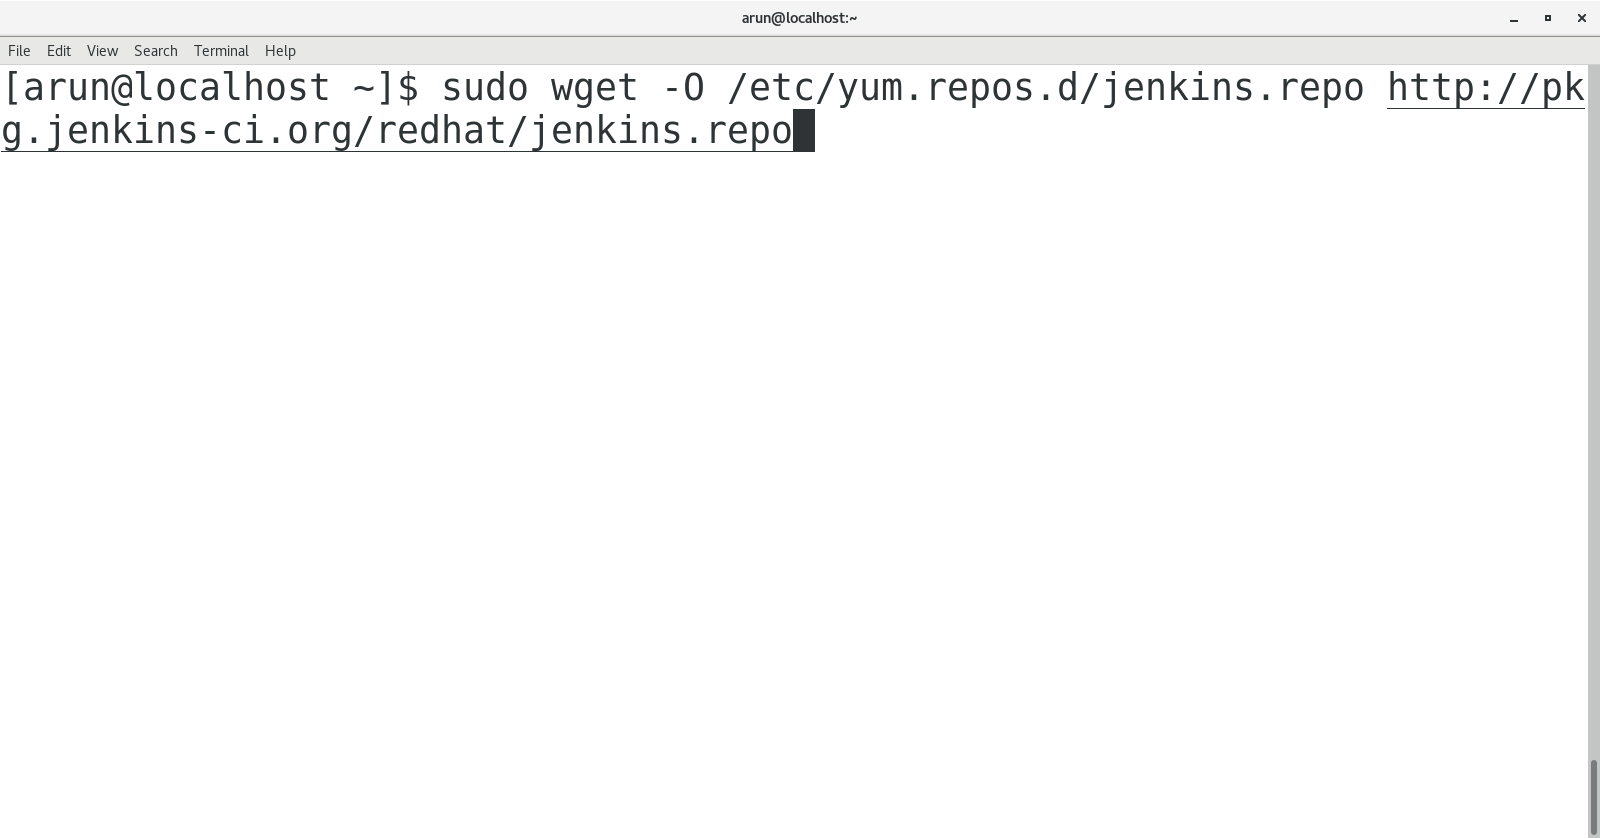 arun@localhost:~
File Edit View Search Terminal Help
[arun@localhost ~]$ sudo wget -O /etc/yum.repos.d/jenkins.repo http://pk
g.jenkins-ci.org/redhat/jenkins.repo